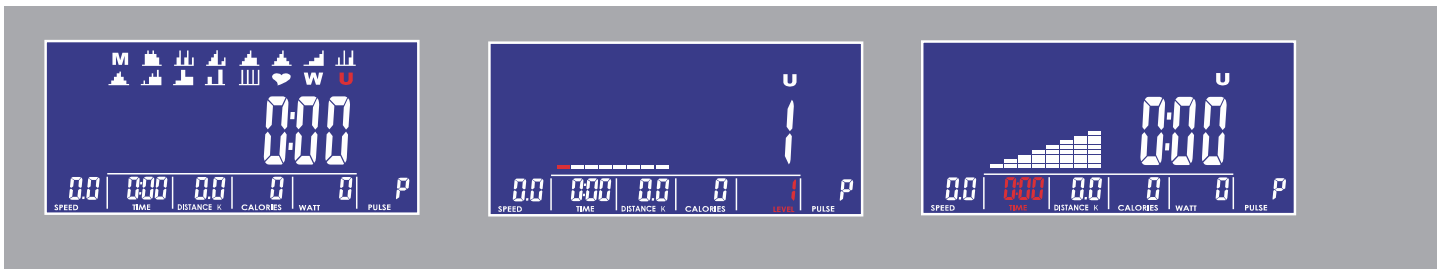 M
W U
0:00
0.0 0:00 0.0 0 0 P
SPEED TIME DISTANCE K CALORIES WATT PULSE
U
1
0.0 0:00 0.0 0 1 P
SPEED TIME DISTANCE K CALORIES LEVEL PULSE
U
0:00
0.0 0:00 0.0 0 0 P
SPEED TIME DISTANCE K CALORIES WATT PULSE